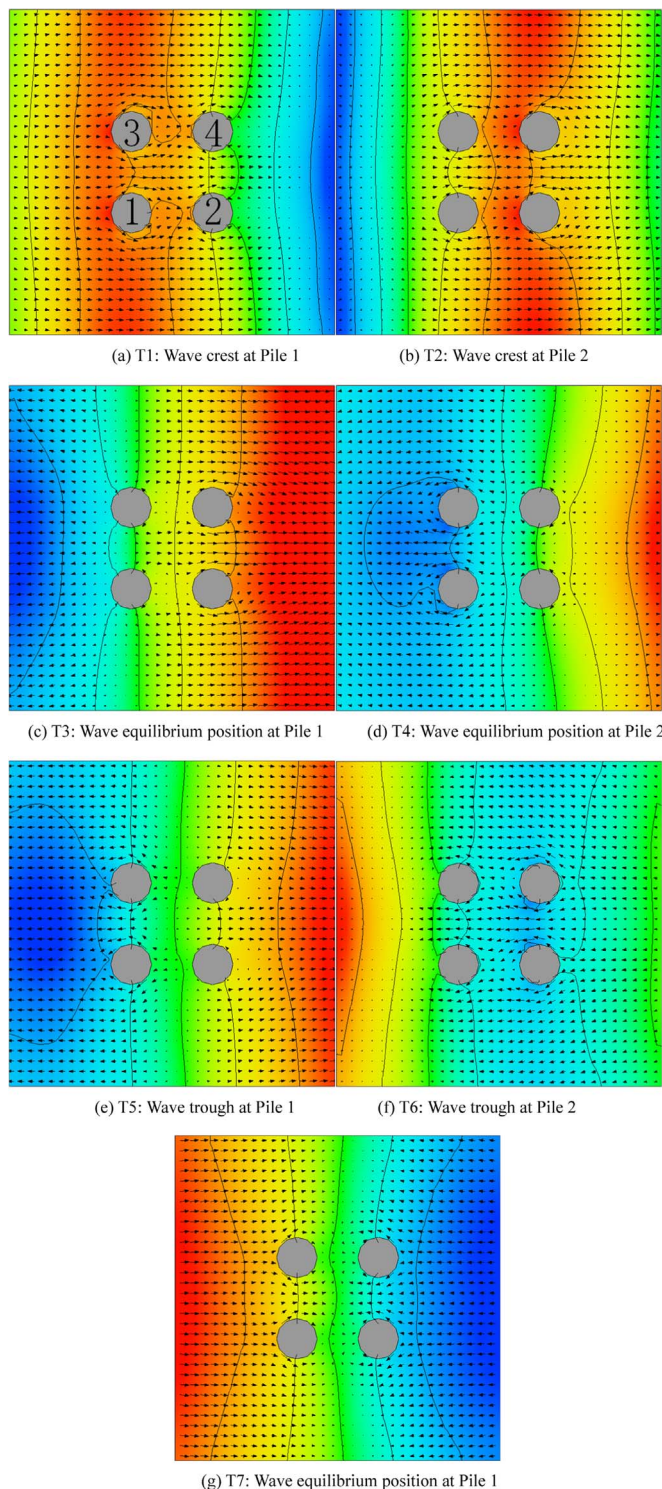 3 4
1 2
(a) T1: Wave crest at Pile 1
(b) T2: Wave crest at Pile 2
(c) T3: Wave equilibrium position at Pile 1
(d) T4: Wave equilibrium position at Pile 2
(e) T5: Wave trough at Pile 1
(f) T6: Wave trough at Pile 2
(g) T7: Wave equilibrium position at Pile 1